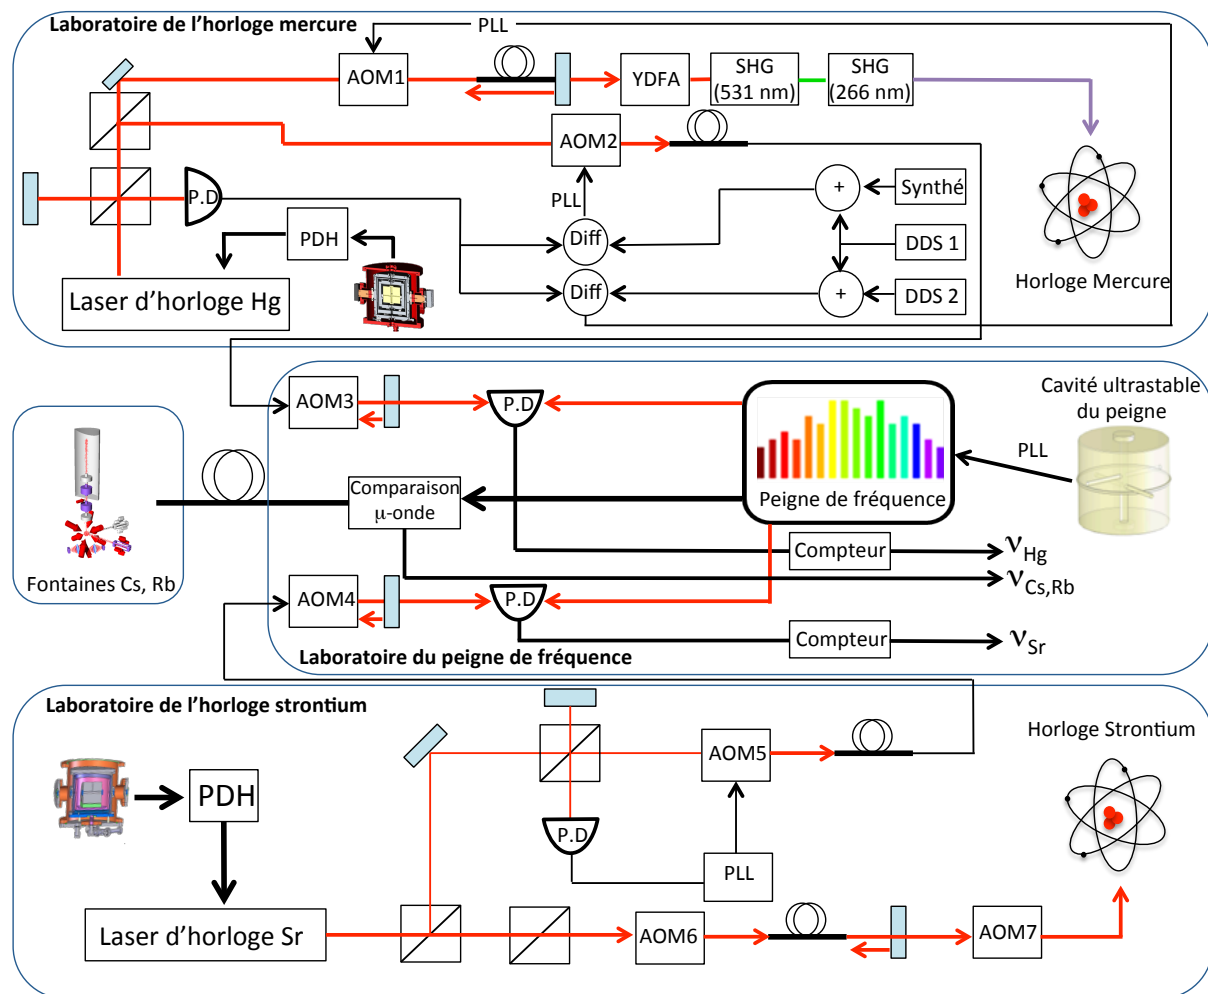 Laboratoire de l'horloge mercure
PLL
AOM1
YDFA
SHG
(531 nm)
SHG
(266 nm)
AOM2
P.D
PLL
+
Synthé
PDH
Diff
DDS 1
Diff
+
DDS 2
Laser d'horloge Hg
Horloge Mercure
AOM3
P.D
Cavité ultrastable
du peigne
PLL
Comparaison
μ-onde
Peigne de fréquence
Fontaines Cs, Rb
Compteur
νHg
νCs,Rb
AOM4
P.D
Compteur
νSr
Laboratoire du peigne de fréquence
Laboratoire de l'horloge strontium
Horloge Strontium
AOM5
PDH
P.D
PLL
Laser d'horloge Sr
AOM6
AOM7